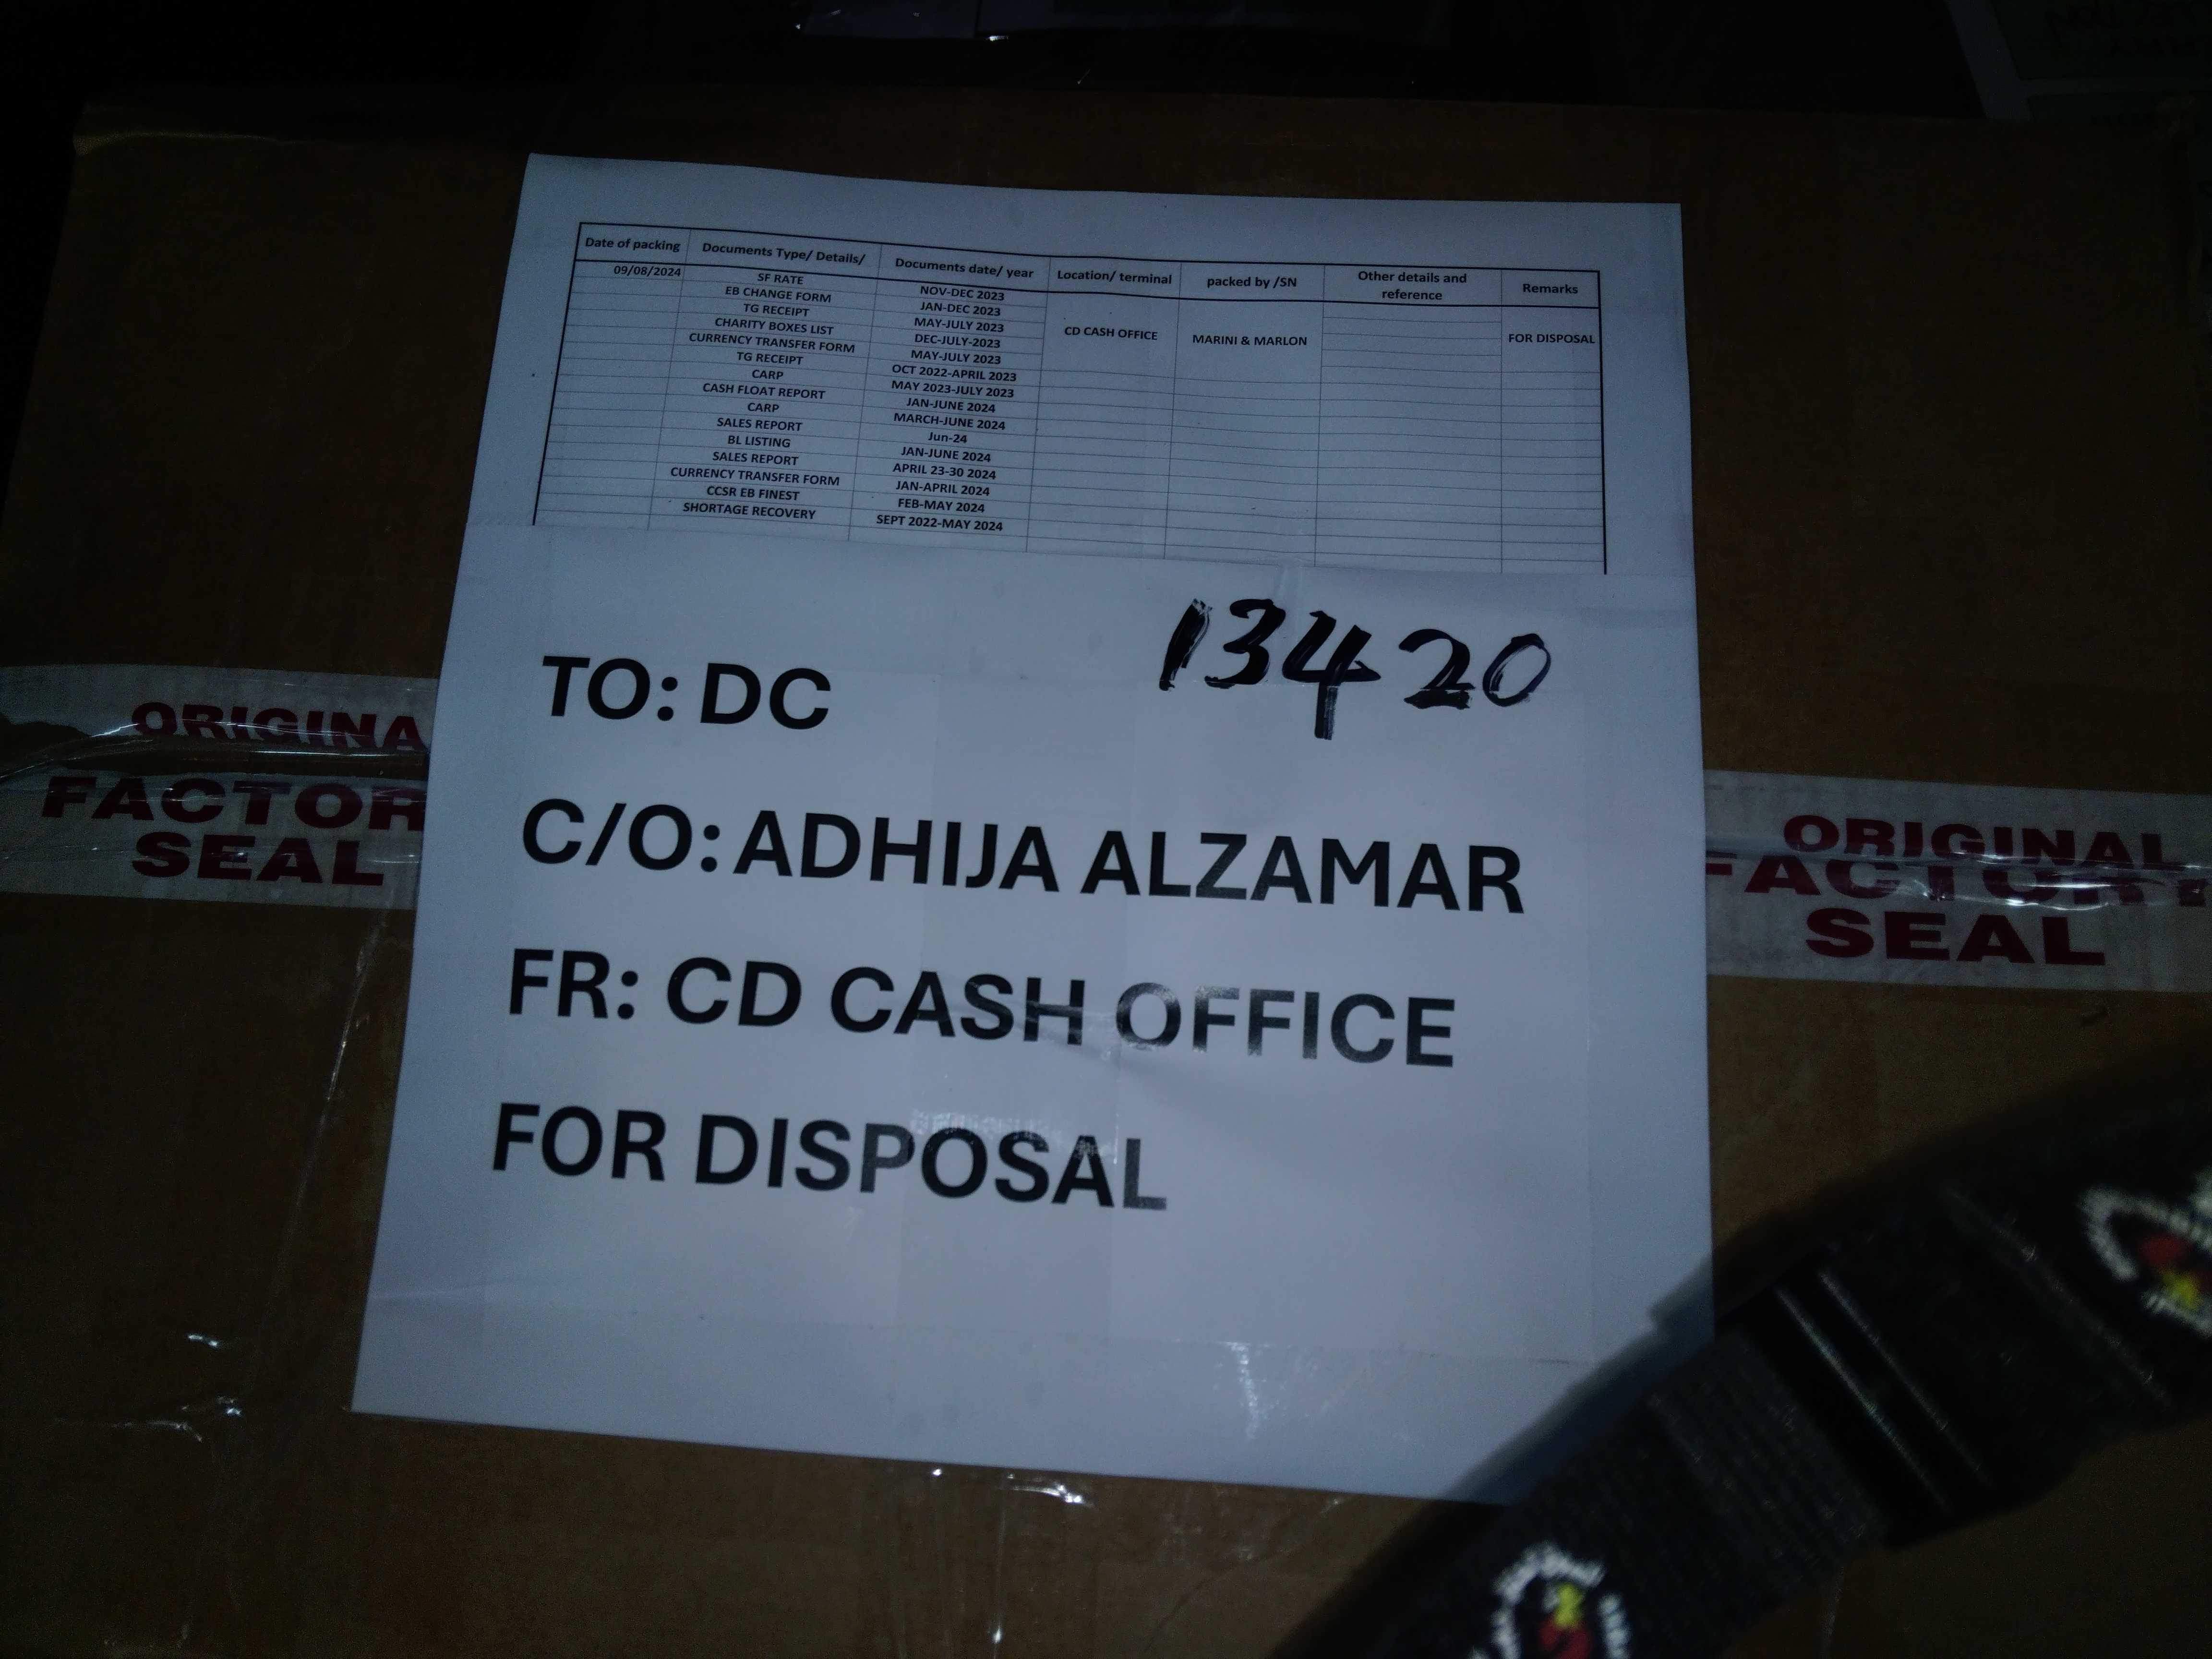 Date of packing Documents Type/ Details/ Documents date/ year Location/ terminal packed by /SN Other details and reference Remarks
09/08/2024 SF RATE NOV-DEC 2023
EB CHANGE FORM JAN-DEC 2023
TG RECEIPT MAY-JULY 2023
CHARITY BOXES LIST DEC-JULY-2023 CD CASH OFFICE MARINI & MARLON FOR DISPOSAL
CURRENCY TRANSFER FORM MAY-JULY 2023
TG RECEIPT OCT 2022-APRIL 2023
CARP MAY 2023-JULY 2023
CASH FLOAT REPORT JAN-JUNE 2024
CARP MARCH-JUNE 2024
SALES REPORT Jun-24
BL LISTING JAN-JUNE 2024
SALES REPORT APRIL 23-30 2024
CURRENCY TRANSFER FORM JAN-APRIL 2024
CCSR EB FINEST FEB-MAY 2024
SHORTAGE RECOVERY SEPT 2022-MAY 2024
13420
TO: DC
C/O: ADHIJA ALZAMAR
FR: CD CASH OFFICE
FOR DISPOSAL
ORIGINA
FACTOR
SEAL
ORIGINAL
FACTORY
SEAL